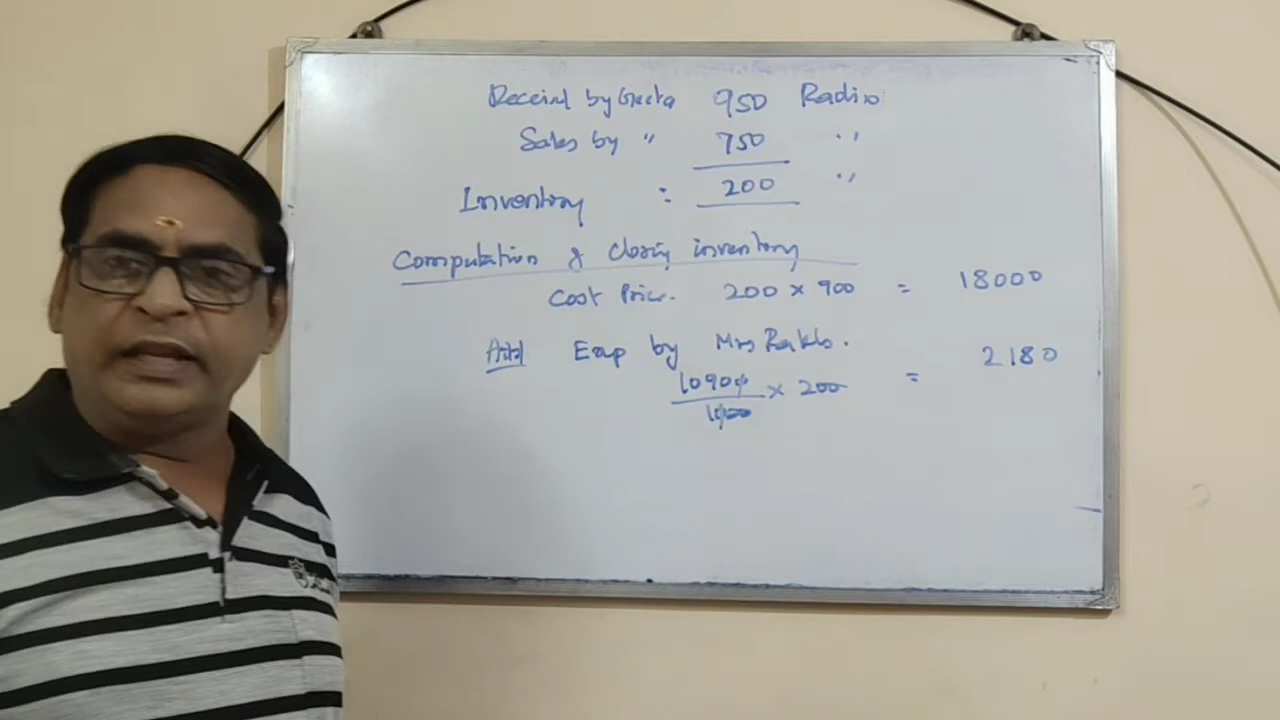 Received by Geeta 950 Radio
Sales by " 750 "
Inventory : 200 "
Computation of closing inventory
Cost Price. 200 x 900 = 18000
Add Exp by Mrs Rekha. 2180
10900 / 1000 x 200 =